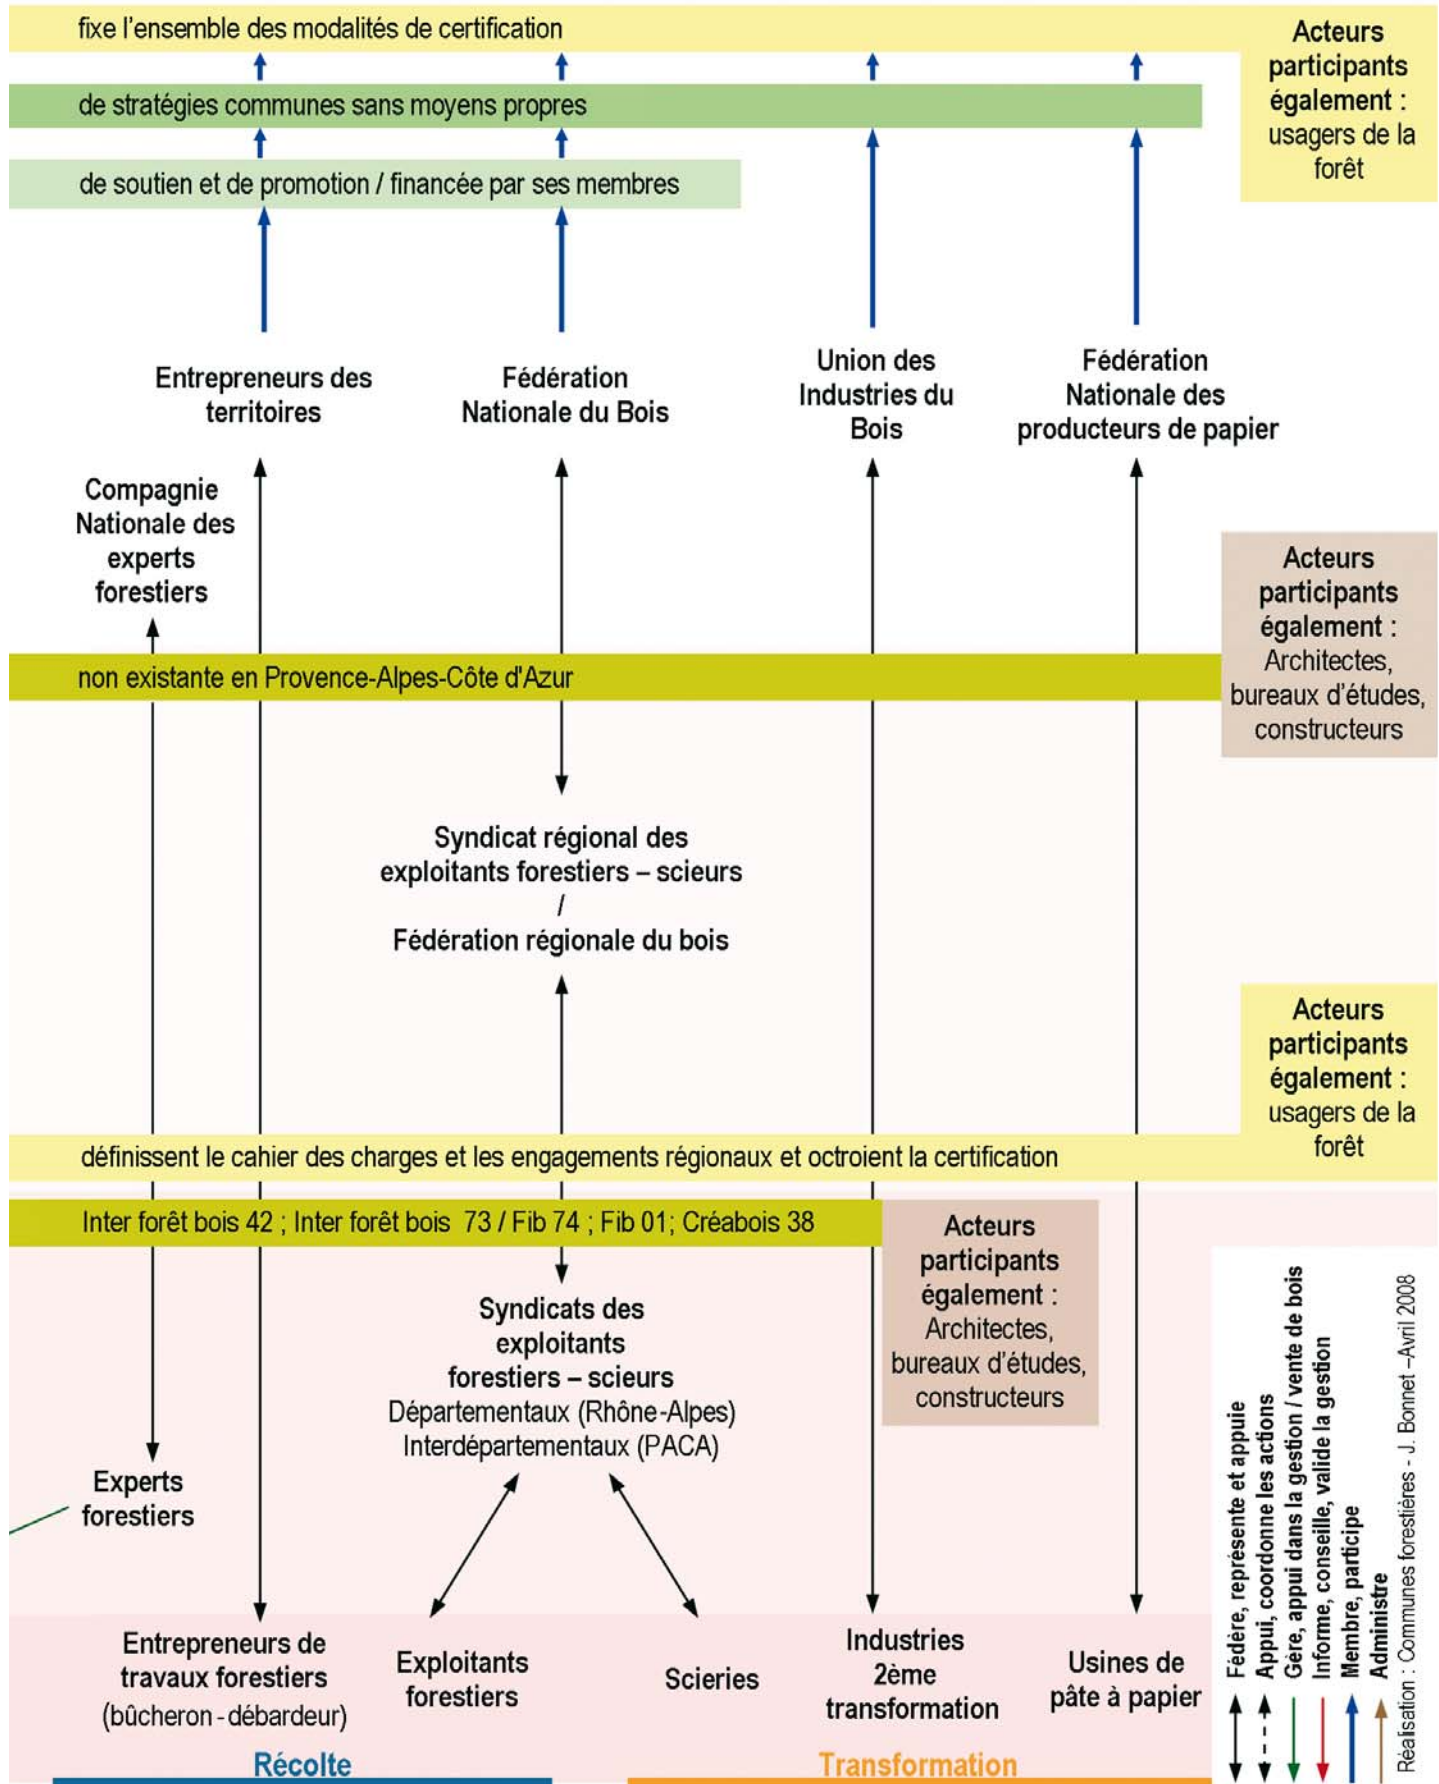 fixe l'ensemble des modalités de certification
Acteurs
participants
également :
usagers de la
forêt
de stratégies communes sans moyens propres
de soutien et de promotion / financée par ses membres
Entrepreneurs des
territoires
Fédération
Nationale du Bois
Union des
Industries du
Bois
Fédération
Nationale des
producteurs de papier
Compagnie
Nationale des
experts
forestiers
Acteurs
participants
également :
Architectes,
bureaux d'études,
constructeurs
non existante en Provence-Alpes-Côte d'Azur
Syndicat régional des
exploitants forestiers – scieurs
/
Fédération régionale du bois
Acteurs
participants
également :
usagers de la
forêt
définissent le cahier des charges et les engagements régionaux et octroient la certification
Inter forêt bois 42 ; Inter forêt bois 73 / Fib 74 ; Fib 01; Créabois 38
Acteurs
participants
également :
Architectes,
bureaux d'études,
constructeurs
Syndicats des
exploitants
forestiers – scieurs
Départementaux (Rhône-Alpes)
Interdépartementaux (PACA)
Experts
forestiers
Entrepreneurs de
travaux forestiers
(bûcheron - débardeur)
Exploitants
forestiers
Scieries
Industries
2ème
transformation
Usines de
pâte à papier
Récolte
Transformation
Fédère, représente et appuie
Appui, coordonne les actions
Gère, appui dans la gestion / vente de bois
Informe, conseille, valide la gestion
Membre, participe
Administre
Réalisation : Communes forestières - J. Bonnet –Avril 2008